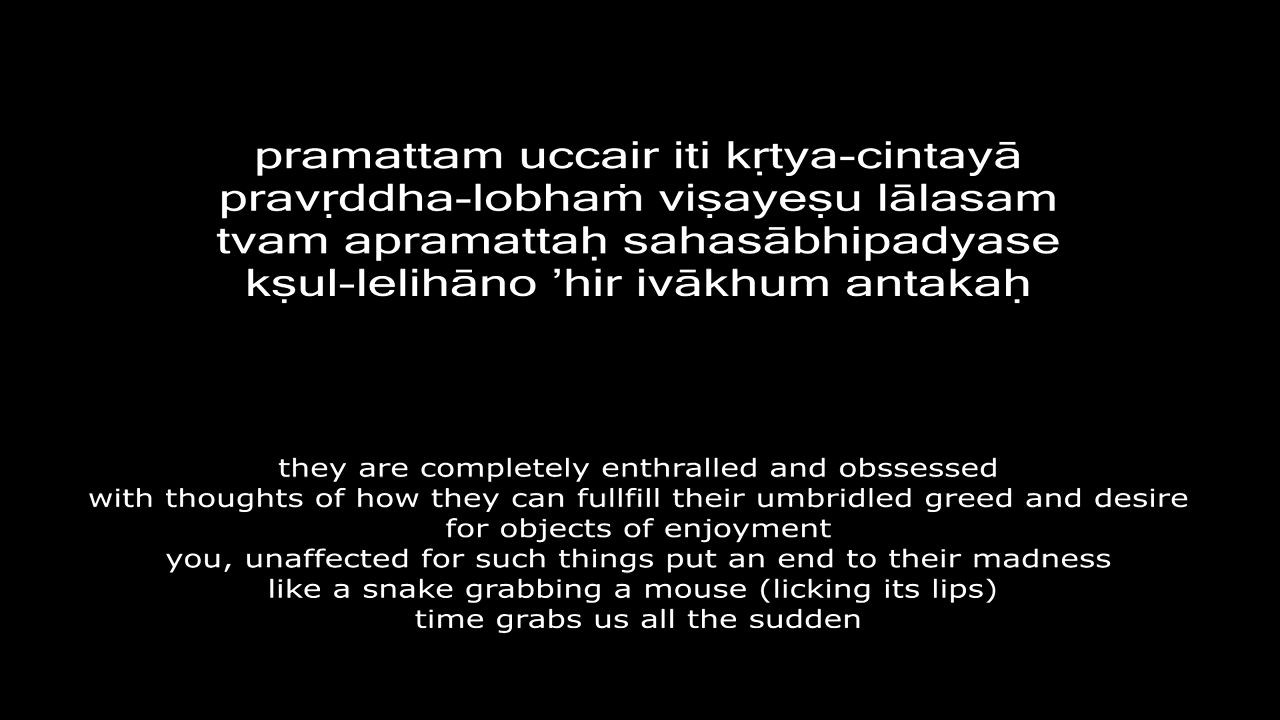 pramattam uccair iti kṛtya-cintayā
pravṛddha-lobhaṁ viṣayeṣu lālasam
tvam apramattaḥ sahasābhipadyase
kṣul-lelihāno ’hir ivākhum antakaḥ
they are completely enthralled and obssessed
with thoughts of how they can fullfill their umbridled greed and desire
for objects of enjoyment
you, unaffected for such things put an end to their madness
like a snake grabbing a mouse (licking its lips)
time grabs us all the sudden